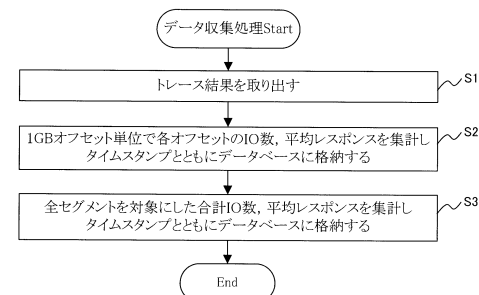 データ収集処理Start
トレース結果を取り出す
S1
1GBオフセット単位で各オフセットのIO数，平均レスポンスを集計し
タイムスタンプとともにデータベースに格納する
S2
全セグメントを対象にした合計IO数，平均レスポンスを集計し
タイムスタンプとともにデータベースに格納する
S3
End